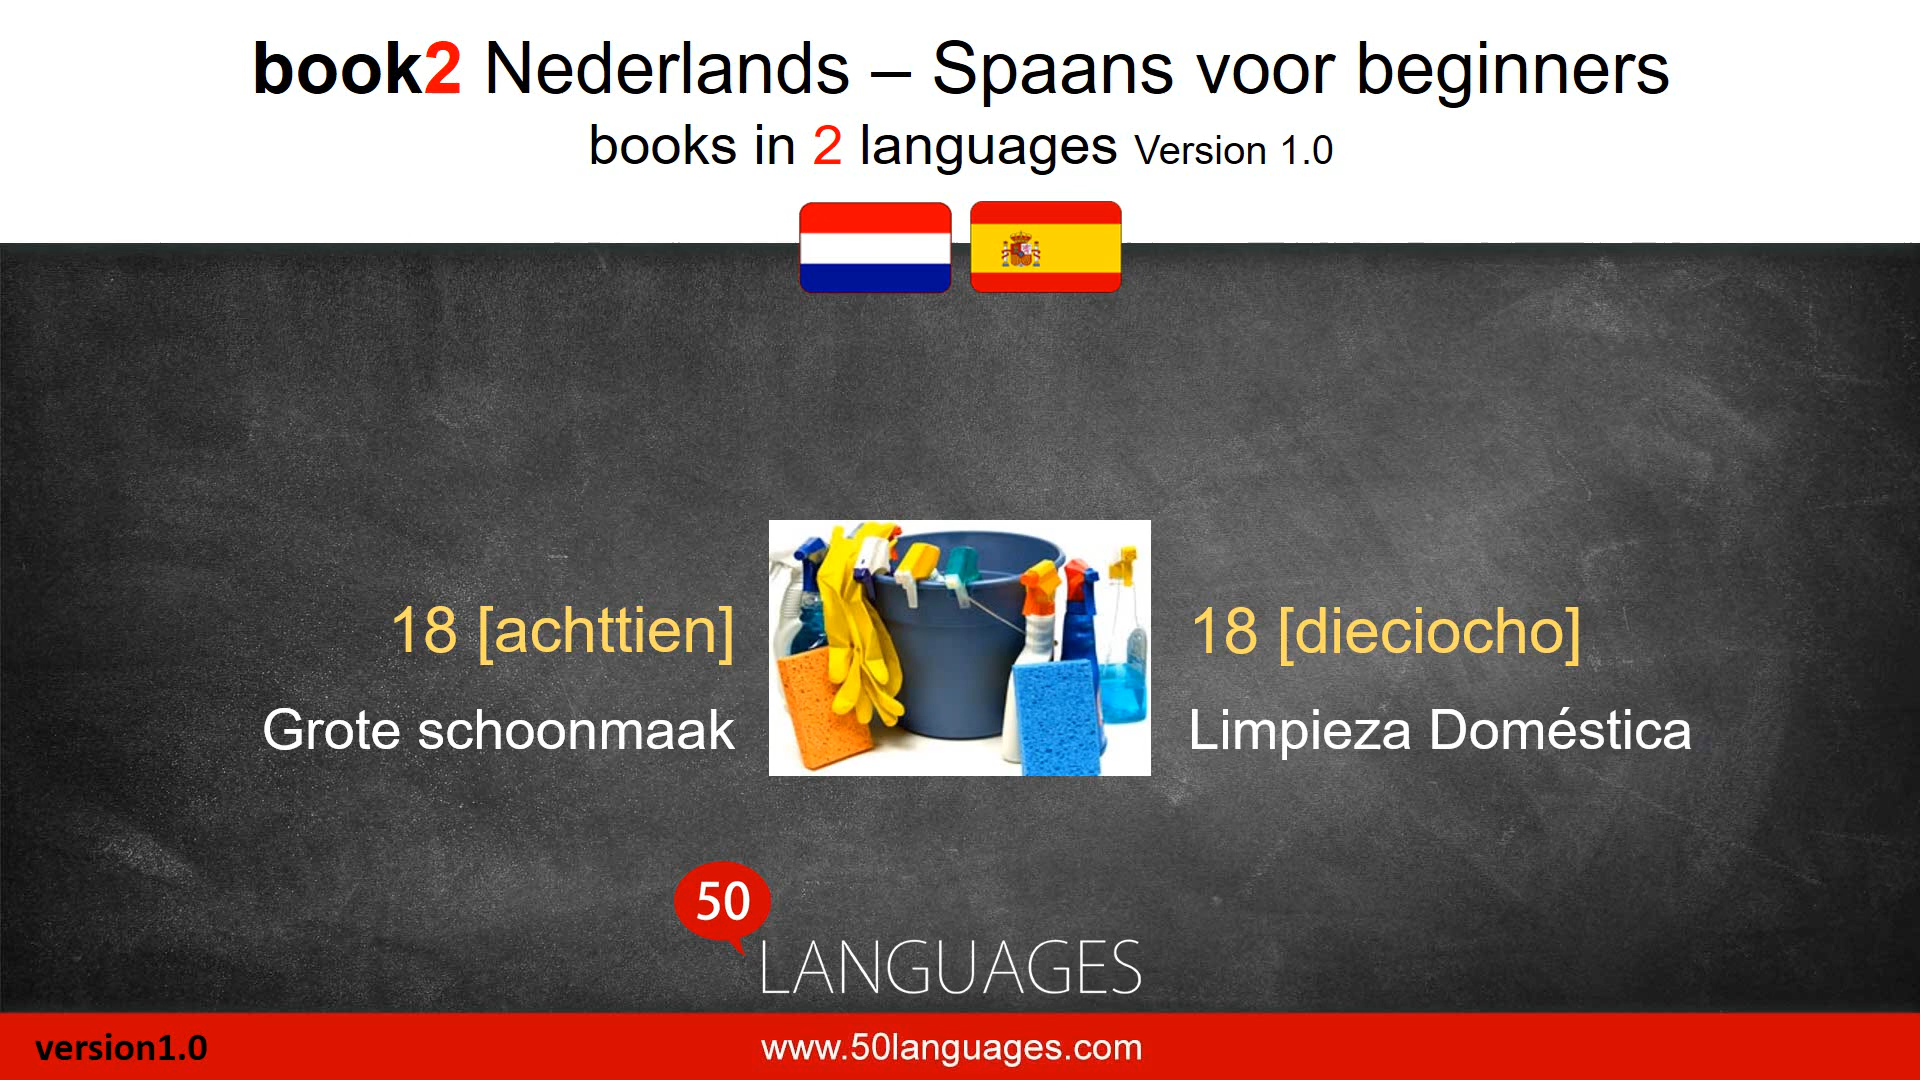 book2 Nederlands – Spaans voor beginners
books in 2 languages Version 1.0
18 [achttien]
Grote schoonmaak
18 [dieciocho]
Limpieza Doméstica
50
LANGUAGES
version1.0
www.50languages.com